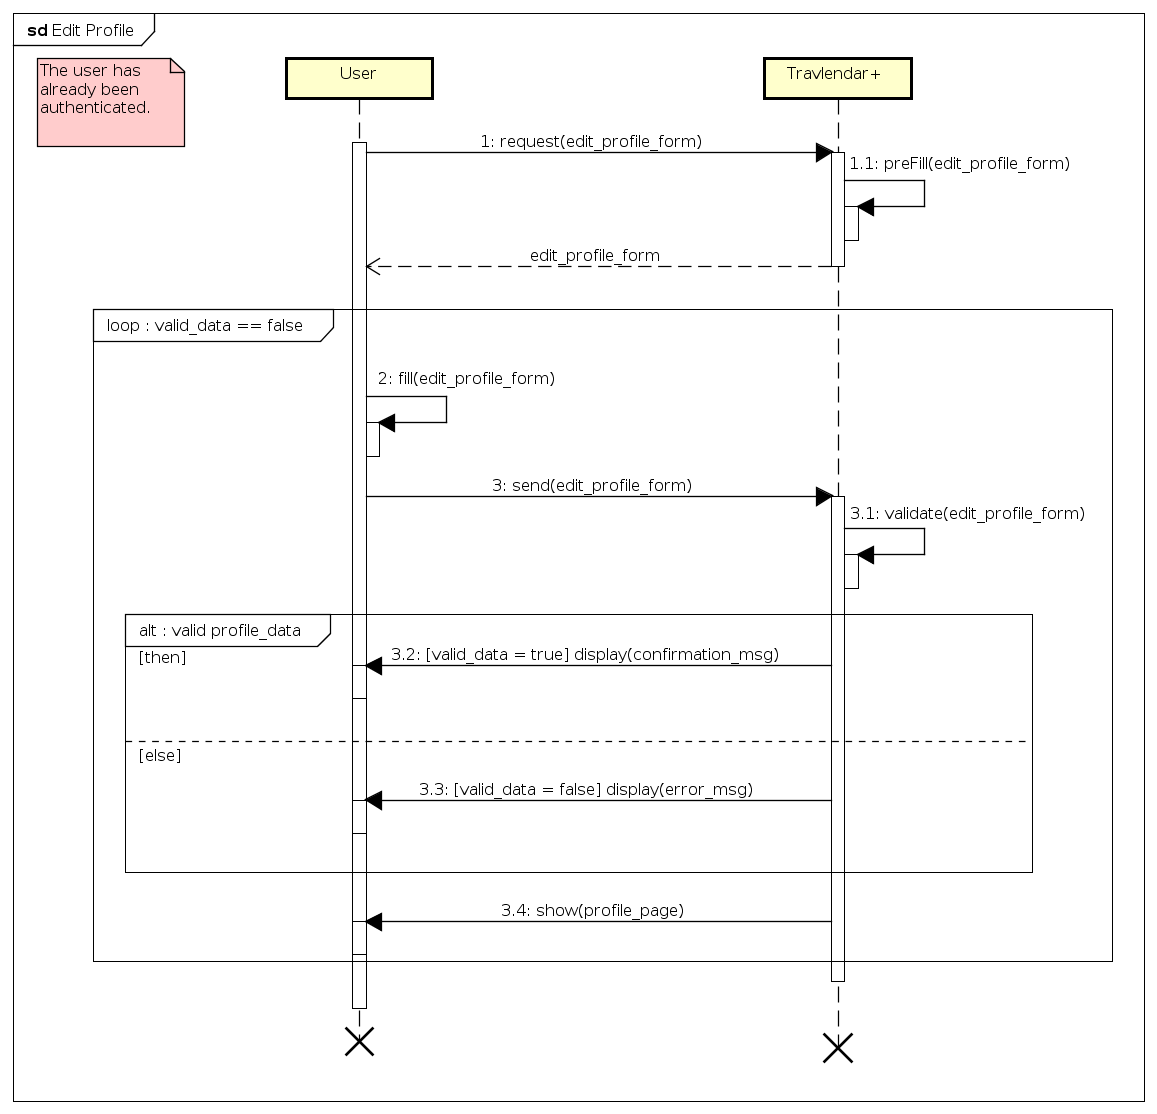 sd Edit Profile
The user has
already been
authenticated.
User
Travlendar+
1: request(edit_profile_form)
1.1: preFill(edit_profile_form)
edit_profile_form
loop : valid_data == false
2: fill(edit_profile_form)
3: send(edit_profile_form)
3.1: validate(edit_profile_form)
alt : valid profile_data
[then]
3.2: [valid_data = true] display(confirmation_msg)
[else]
3.3: [valid_data = false] display(error_msg)
3.4: show(profile_page)